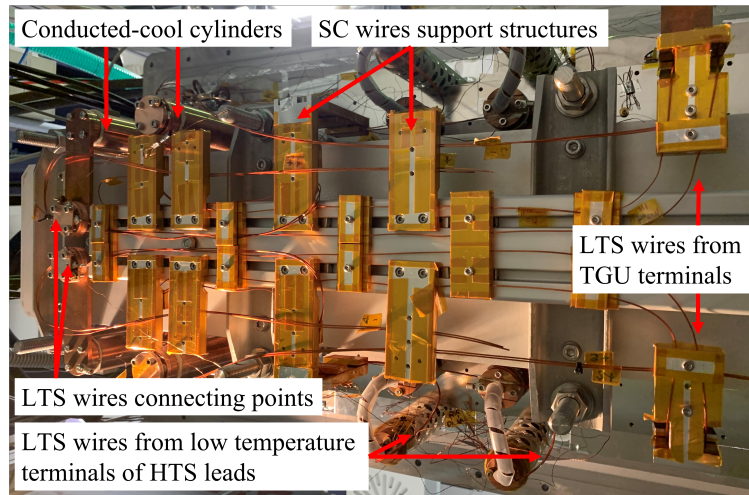 Conducted-cool cylinders
SC wires support structures
LTS wires from
TGU terminals
LTS wires connecting points
LTS wires from low temperature
terminals of HTS leads